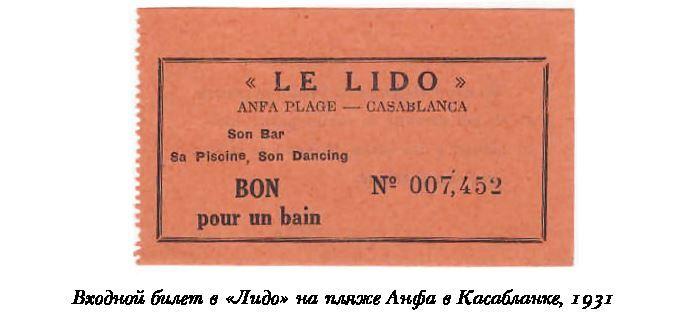 « LE LIDO »
ANFA PLAGE — CASABLANCA
Son Bar
Sa Piscine, Son Dancing
BON
pour un bain
Nº 007,452
Входной билет в «Лидо» на пляже Анфа в Касабланке, 1931